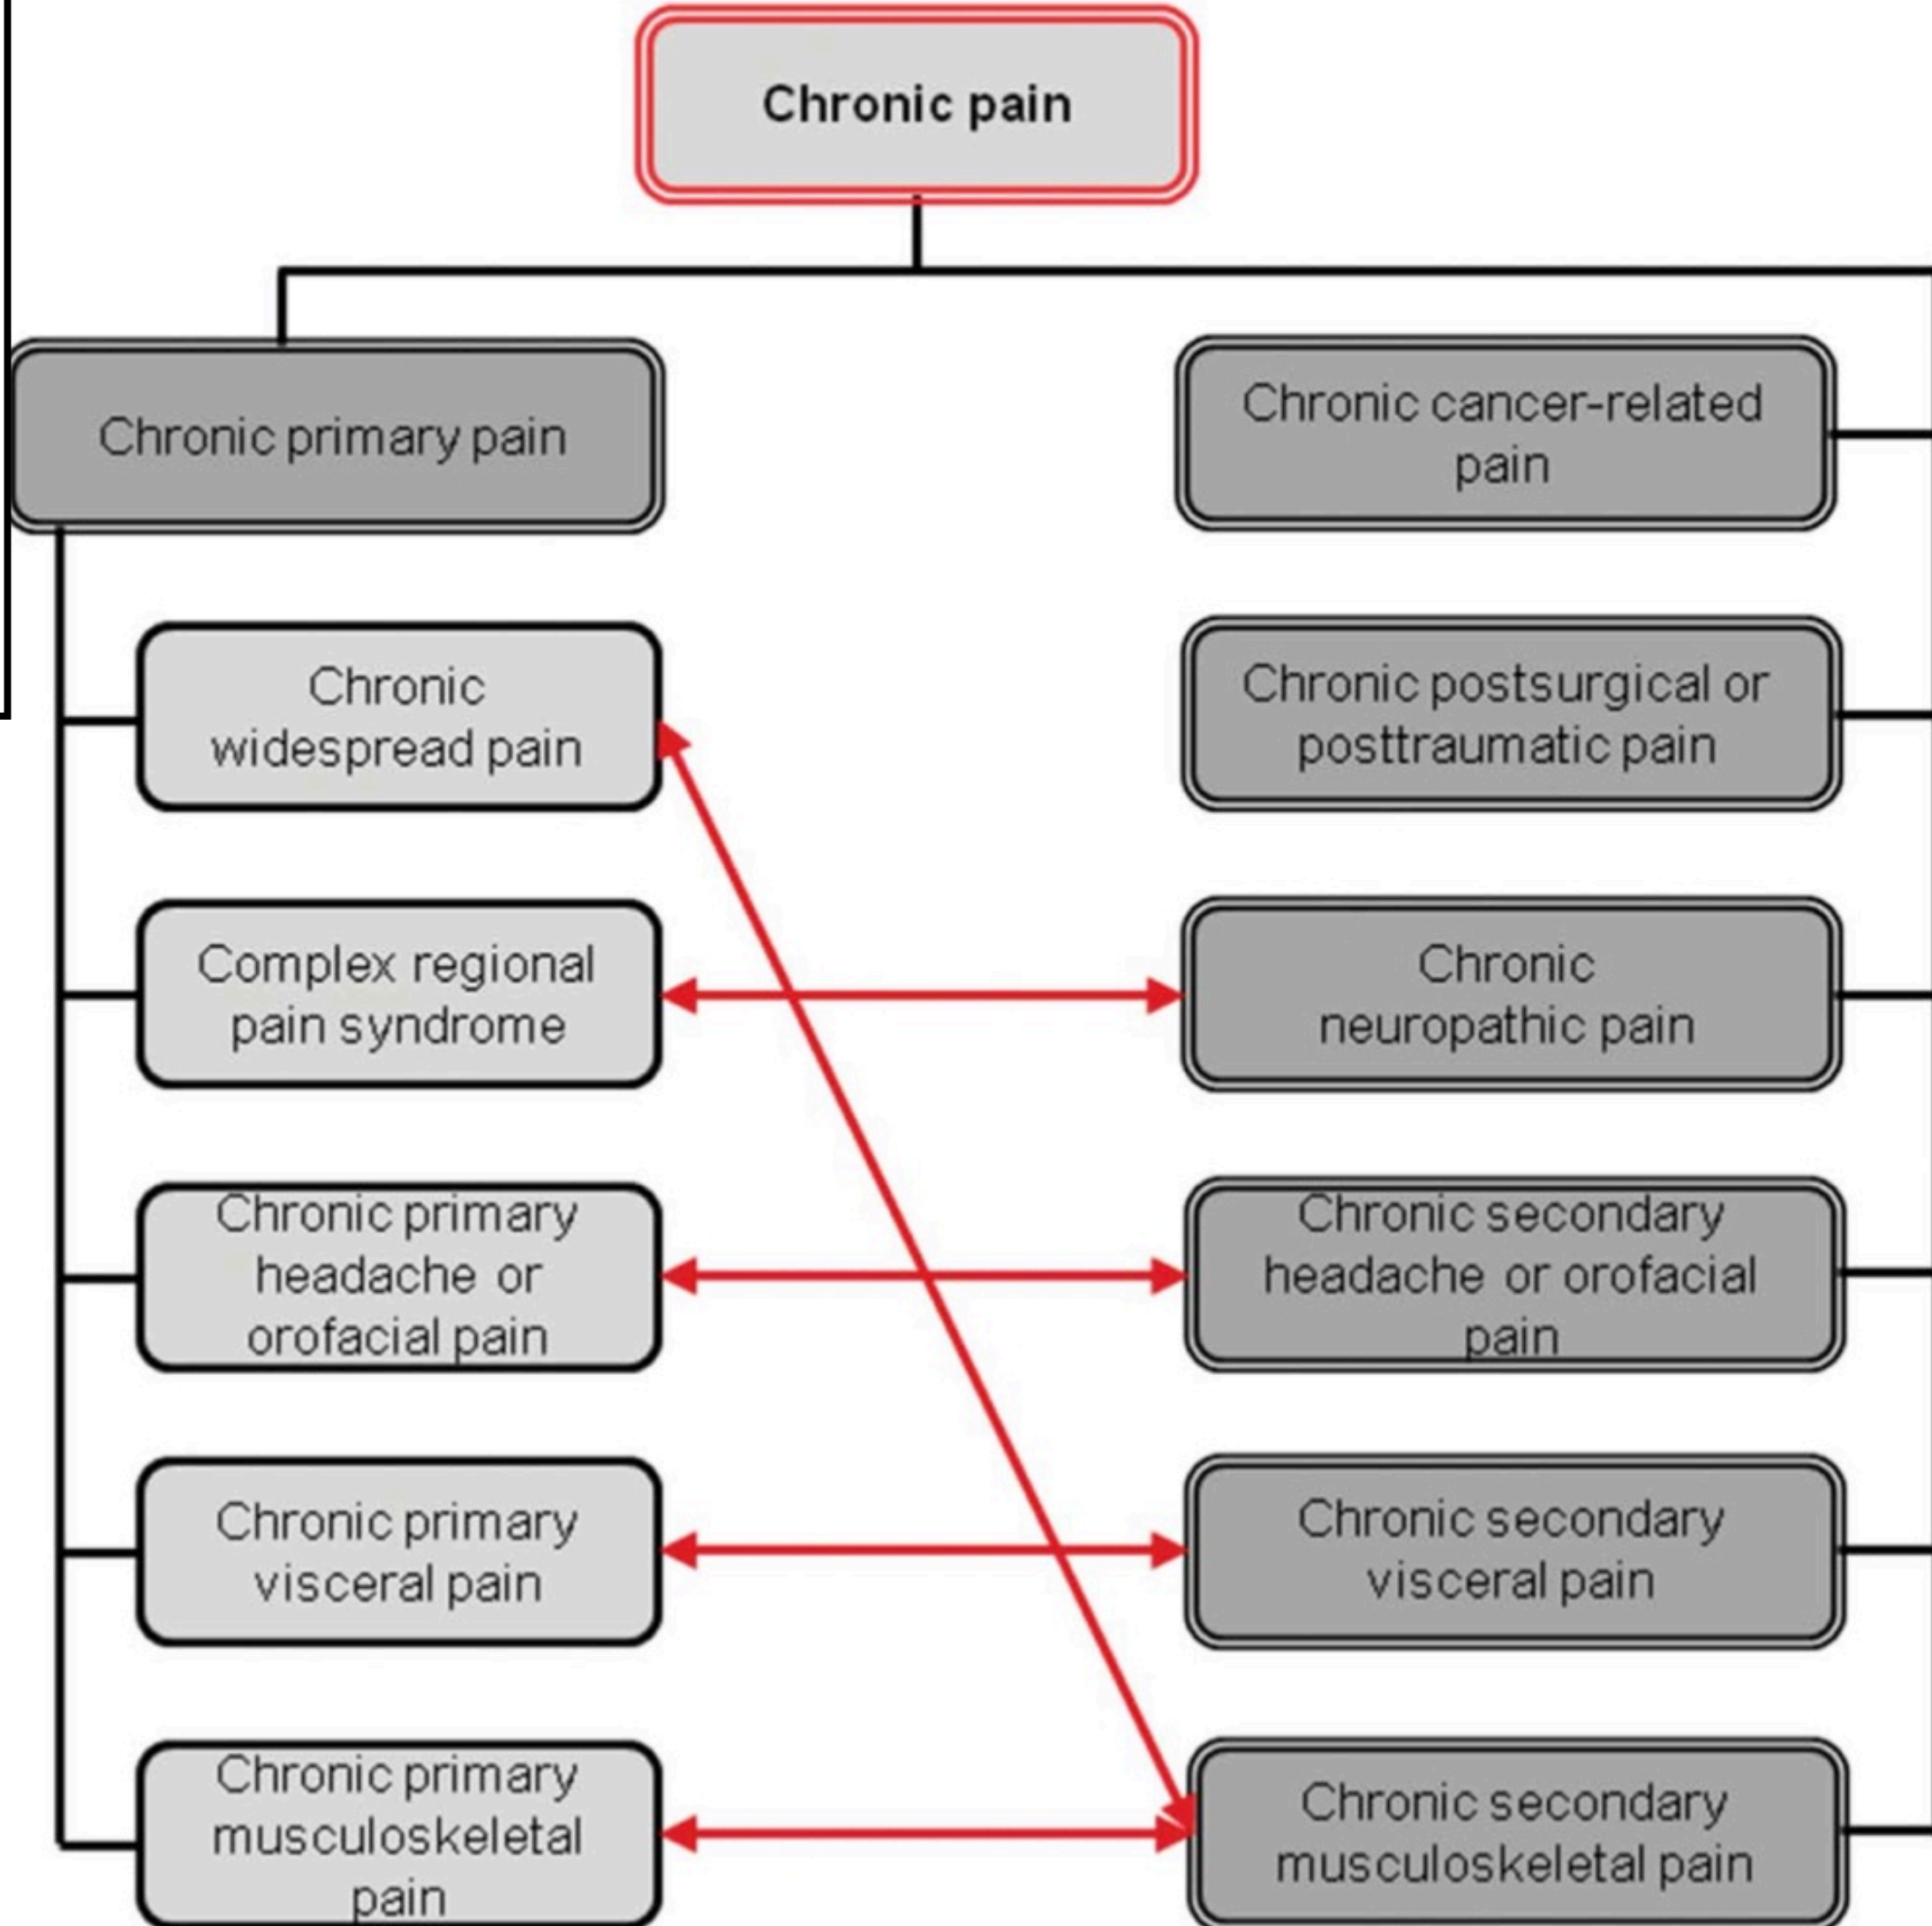 Chronic pain
Chronic primary pain
Chronic
widespread pain
Complex regional
pain syndrome
Chronic primary
headache or
orofacial pain
Chronic primary
visceral pain
Chronic primary
musculoskeletal
pain
Chronic cancer-related
pain
Chronic postsurgical or
posttraumatic pain
Chronic
neuropathic pain
Chronic secondary
headache or orofacial
pain
Chronic secondary
visceral pain
Chronic secondary
musculoskeletal pain